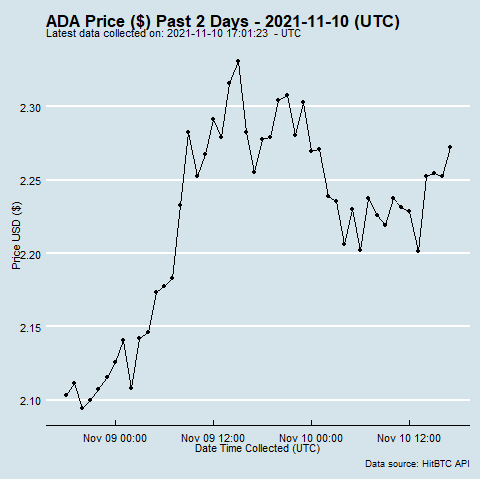 ADA Price ($) Past 2 Days - 2021-11-10 (UTC)
Latest data collected on: 2021-11-10 17:01:23 - UTC
Price USD ($)
2.30
2.25
2.20
2.15
2.10
Nov 09 00:00 Nov 09 12:00 Nov 10 00:00 Nov 10 12:00
Date Time Collected (UTC)
Data source: HitBTC API